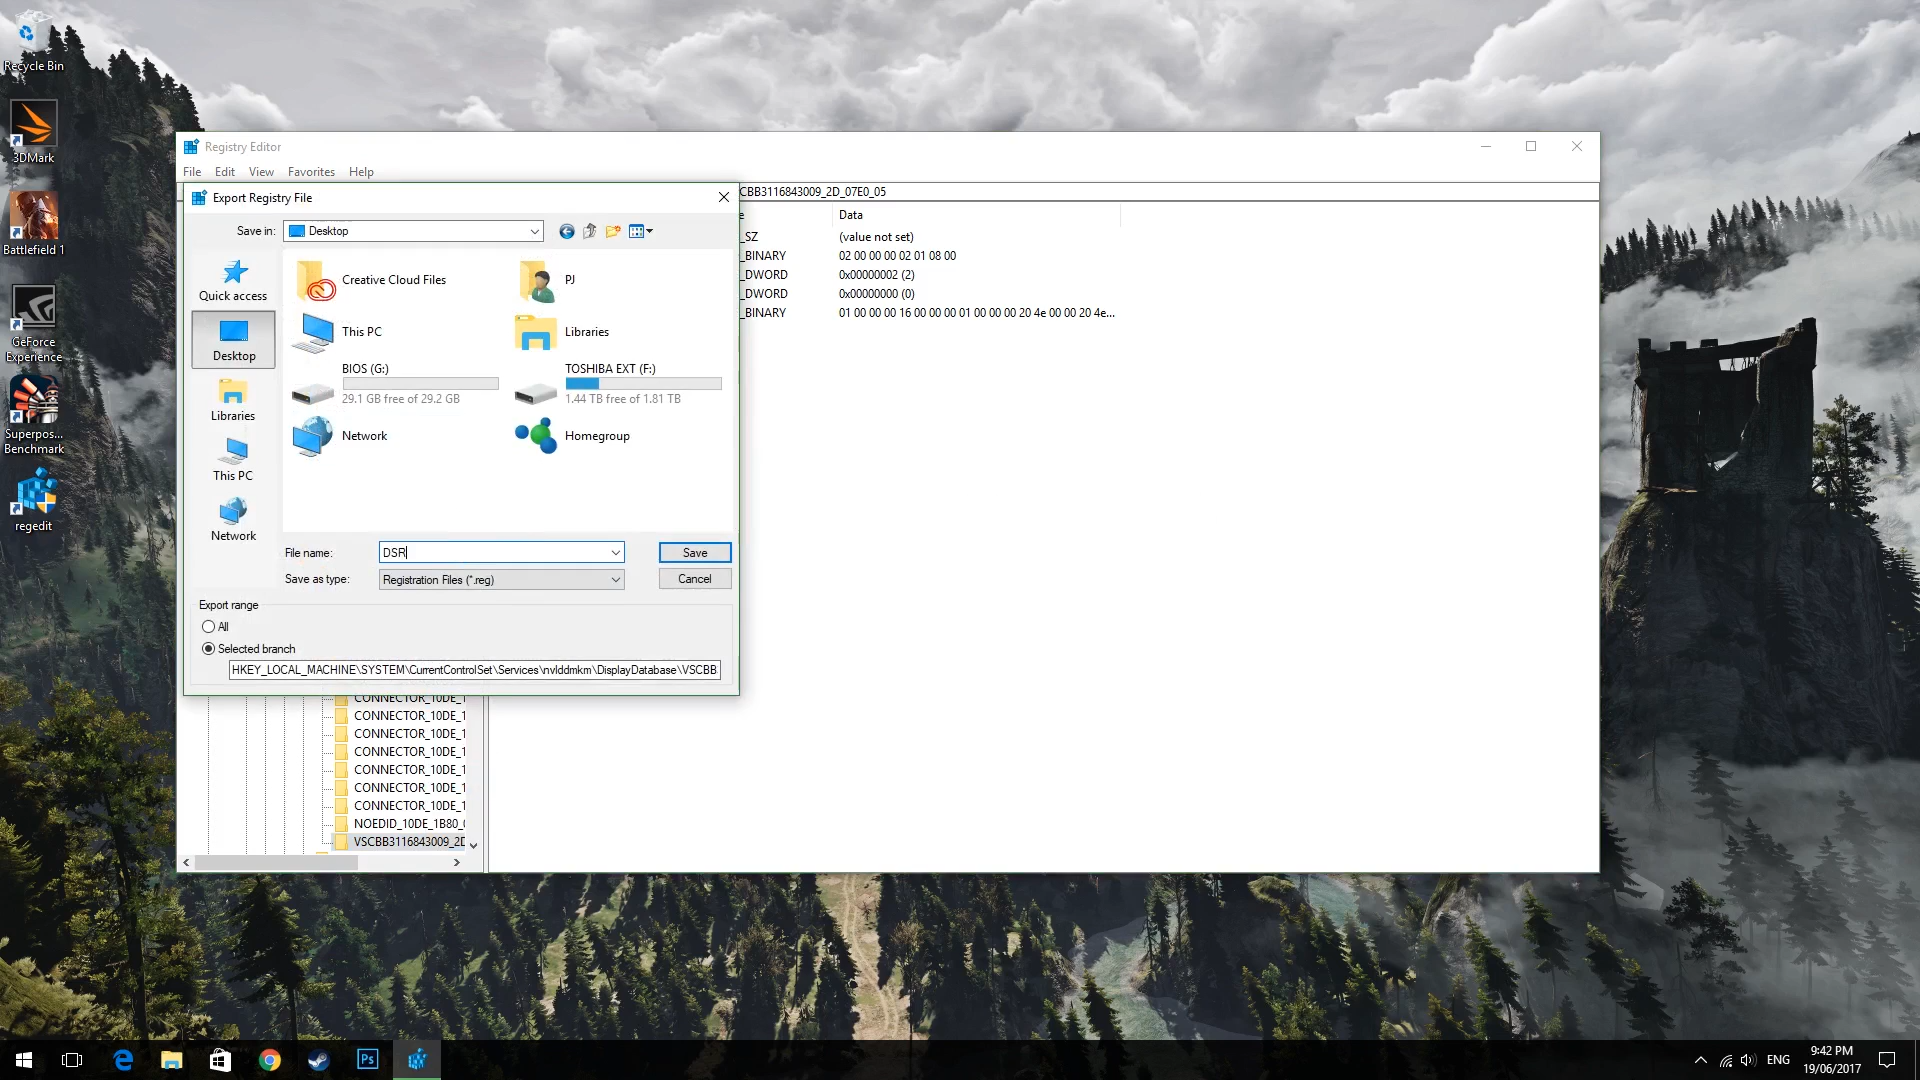 Recycle Bin
3DMark
Battlefield 1
GeForce
Experience
Superpos...
Benchmark
regedit
Registry Editor
File Edit View Favorites Help
Export Registry File
CBB3116843009_2D_07E0_05
Save in: Desktop
e Data
_SZ (value not set)
_BINARY 02 00 00 00 02 01 08 00
_DWORD 0x00000002 (2)
_DWORD 0x00000000 (0)
_BINARY 01 00 00 00 16 00 00 00 01 00 00 00 20 4e 00 00 20 4e...
Quick access
Desktop
Libraries
This PC
Network
Creative Cloud Files
PJ
This PC
Libraries
BIOS (G:)
29.1 GB free of 29.2 GB
TOSHIBA EXT (F:)
1.44 TB free of 1.81 TB
Network
Homegroup
File name: DSR Save
Save as type: Registration Files (*.reg) Cancel
Export range
All
Selected branch
HKEY_LOCAL_MACHINE\SYSTEM\CurrentControlSet\Services\nvlddmkm\DisplayDatabase\VSCBB
CONNECTOR_10DE_1
CONNECTOR_10DE_1
CONNECTOR_10DE_1
CONNECTOR_10DE_1
CONNECTOR_10DE_1
CONNECTOR_10DE_1
CONNECTOR_10DE_1
NOEDID_10DE_1B80_0
VSCBB3116843009_2D
Ps
ENG
9:42 PM
19/06/2017